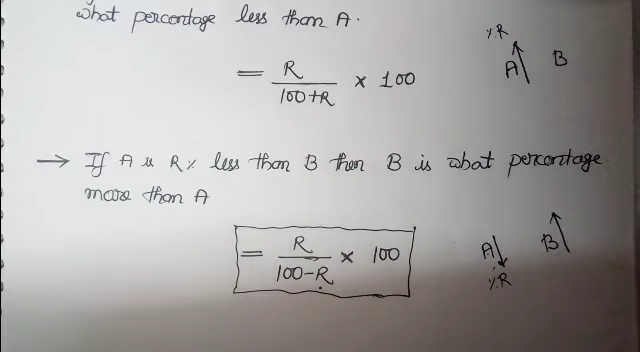 what percentage less than A.
%R
A B
= R/(100+R) × 100
→ If A is R% less than B then B is what percentage
more than A
= R/(100-R) × 100
A B
%R